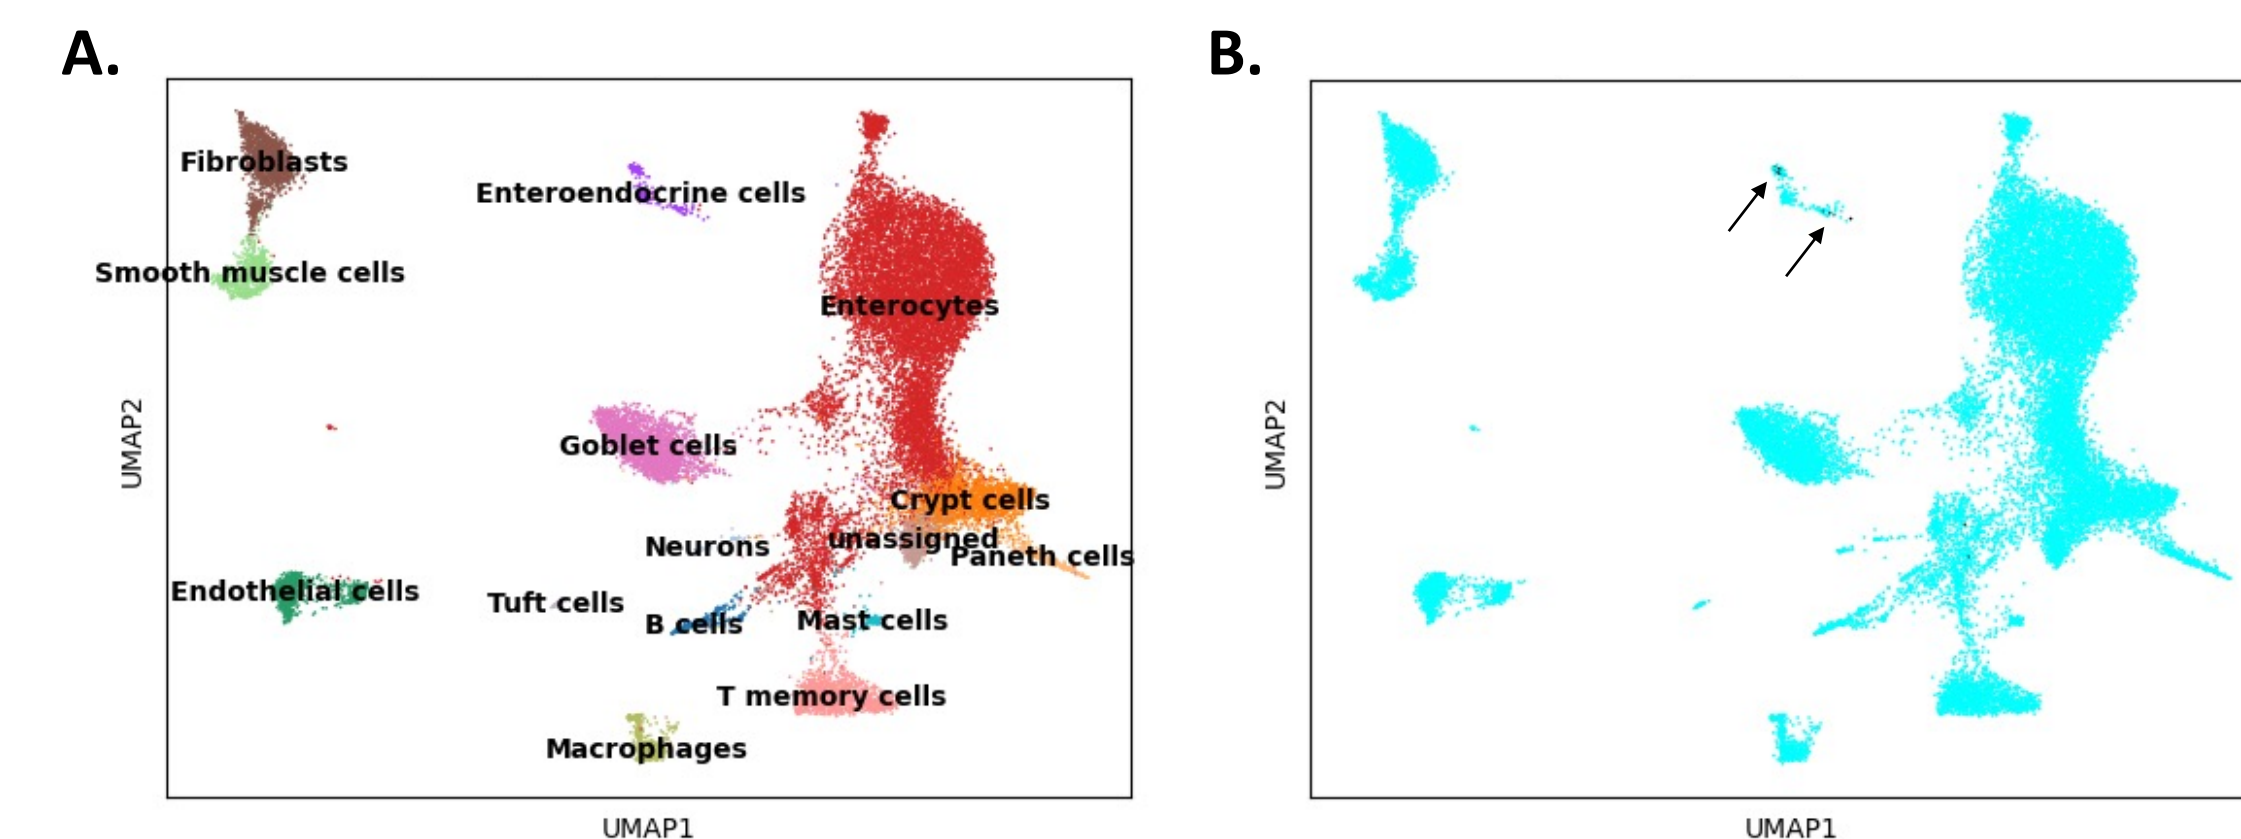 A.
B.
Fibroblasts
Enteroendocrine cells
Smooth muscle cells
Enterocytes
Goblet cells
Crypt cells
unassigned
Neurons
Paneth cells
Endothelial cells
Tuft cells
B cells
Mast cells
T memory cells
Macrophages
UMAP2
UMAP1
UMAP2
UMAP1